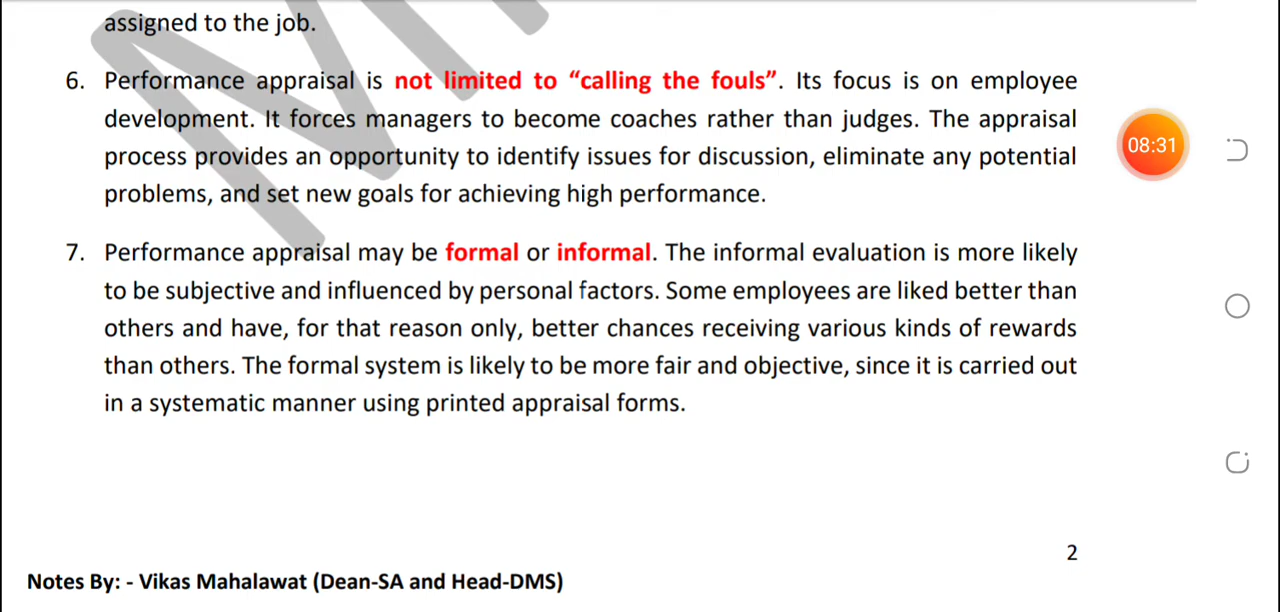 assigned to the job.
6. Performance appraisal is not limited to “calling the fouls”. Its focus is on employee
development. It forces managers to become coaches rather than judges. The appraisal
process provides an opportunity to identify issues for discussion, eliminate any potential
problems, and set new goals for achieving high performance.
08:31
7. Performance appraisal may be formal or informal. The informal evaluation is more likely
to be subjective and influenced by personal factors. Some employees are liked better than
others and have, for that reason only, better chances receiving various kinds of rewards
than others. The formal system is likely to be more fair and objective, since it is carried out
in a systematic manner using printed appraisal forms.
2
Notes By: - Vikas Mahalawat (Dean-SA and Head-DMS)